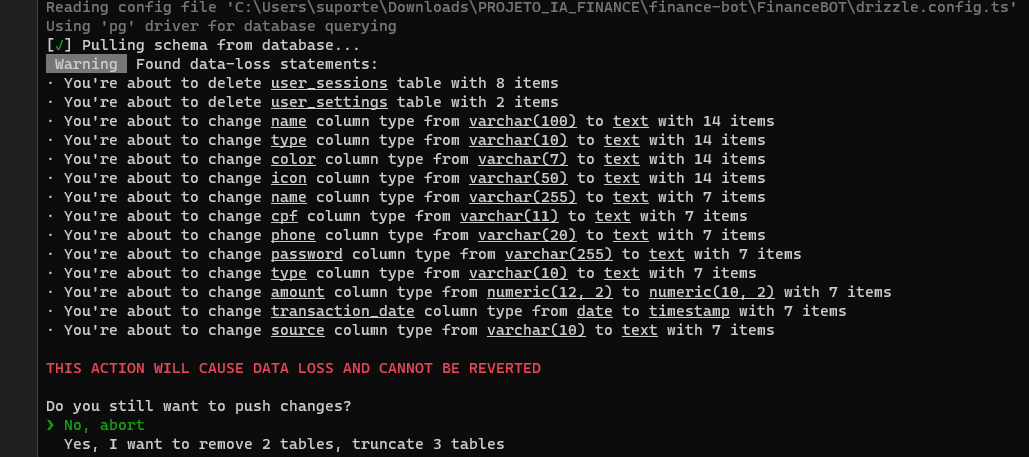 Reading config file 'C:\Users\suporte\Downloads\PROJETO_IA_FINANCE\finance-bot\FinanceBOT\drizzle.config.ts'
Using 'pg' driver for database querying
[✓] Pulling schema from database...
Warning Found data-loss statements:
· You're about to delete user_sessions table with 8 items
· You're about to delete user_settings table with 2 items
· You're about to change name column type from varchar(100) to text with 14 items
· You're about to change type column type from varchar(10) to text with 14 items
· You're about to change color column type from varchar(7) to text with 14 items
· You're about to change icon column type from varchar(50) to text with 14 items
· You're about to change name column type from varchar(255) to text with 7 items
· You're about to change cpf column type from varchar(11) to text with 7 items
· You're about to change phone column type from varchar(20) to text with 7 items
· You're about to change password column type from varchar(255) to text with 7 items
· You're about to change type column type from varchar(10) to text with 7 items
· You're about to change amount column type from numeric(12, 2) to numeric(10, 2) with 7 items
· You're about to change transaction_date column type from date to timestamp with 7 items
· You're about to change source column type from varchar(10) to text with 7 items
THIS ACTION WILL CAUSE DATA LOSS AND CANNOT BE REVERTED
Do you still want to push changes?
❯ No, abort
Yes, I want to remove 2 tables, truncate 3 tables